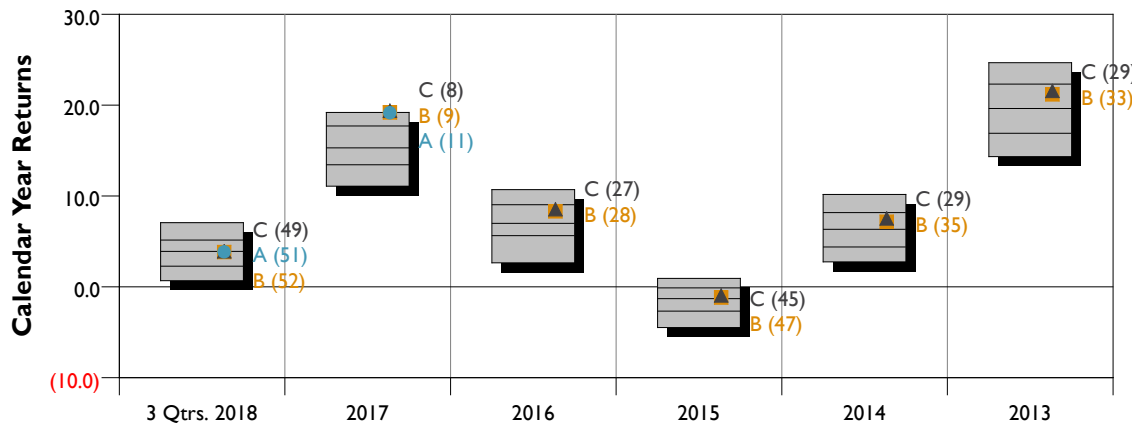 Calendar Year Returns
30.0
20.0
10.0
0.0
(10.0)
C (49)
A (51)
B (52)
C (8)
B (9)
A (11)
C (27)
B (28)
C (45)
B (47)
C (29)
B (35)
C (29)
B (33)
3 Qtrs. 2018
2017
2016
2015
2014
2013